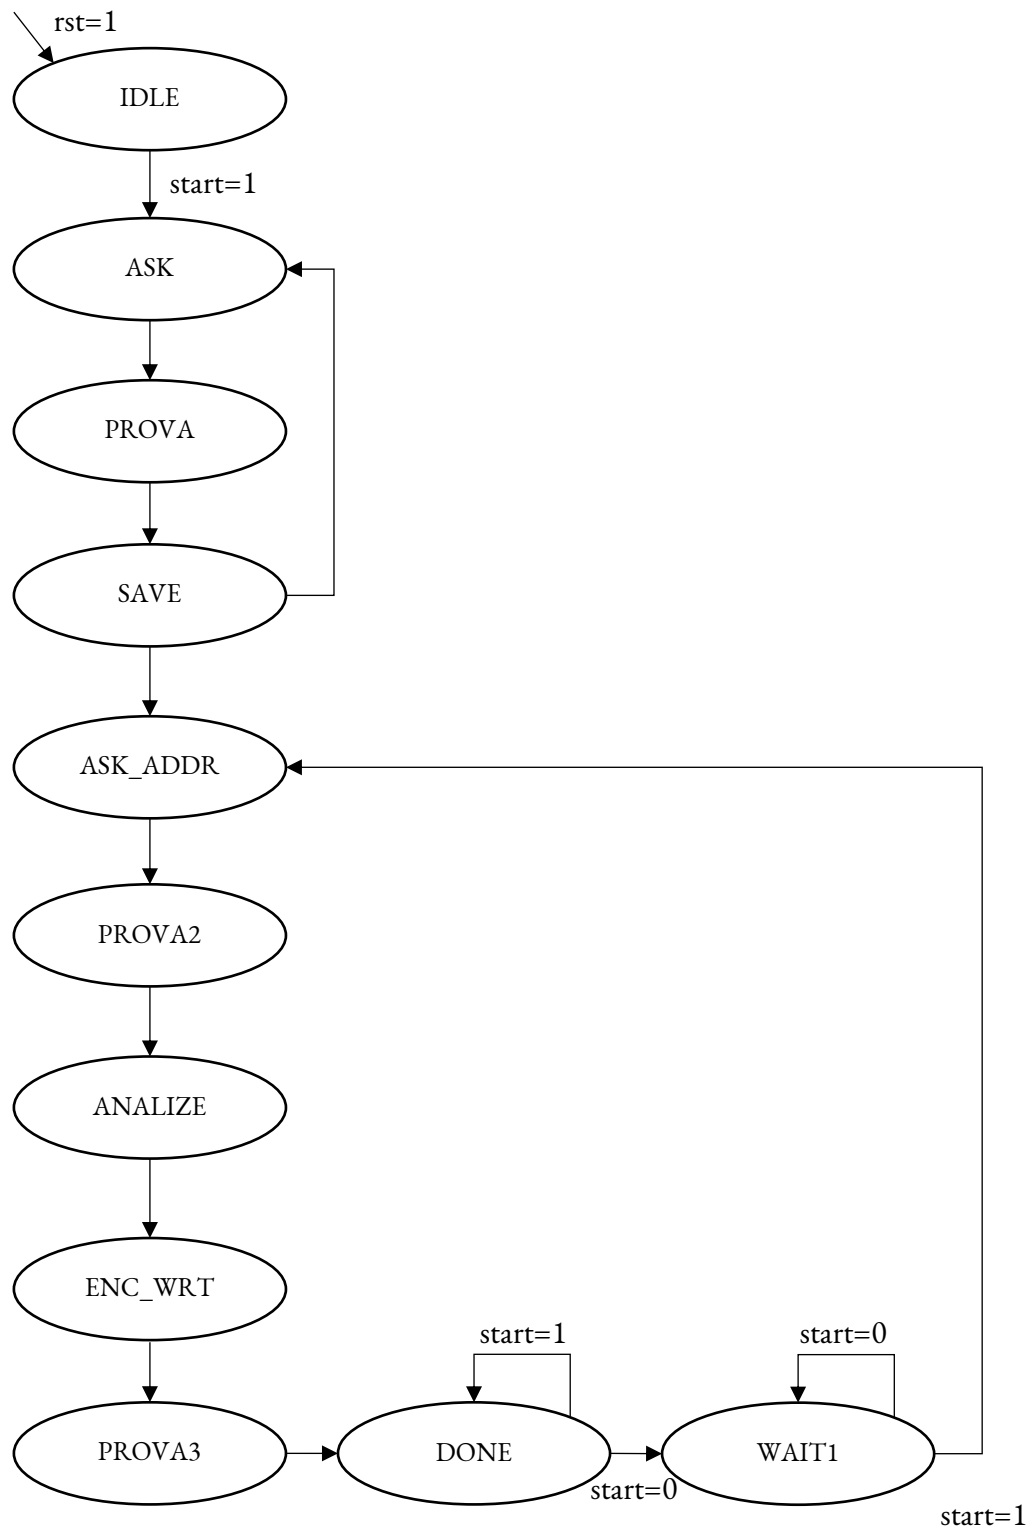 rst=1
IDLE
start=1
ASK
PROVA
SAVE
ASK_ADDR
PROVA2
ANALIZE
ENC_WRT
start=1
start=0
PROVA3
DONE
WAIT1
start=0
start=1